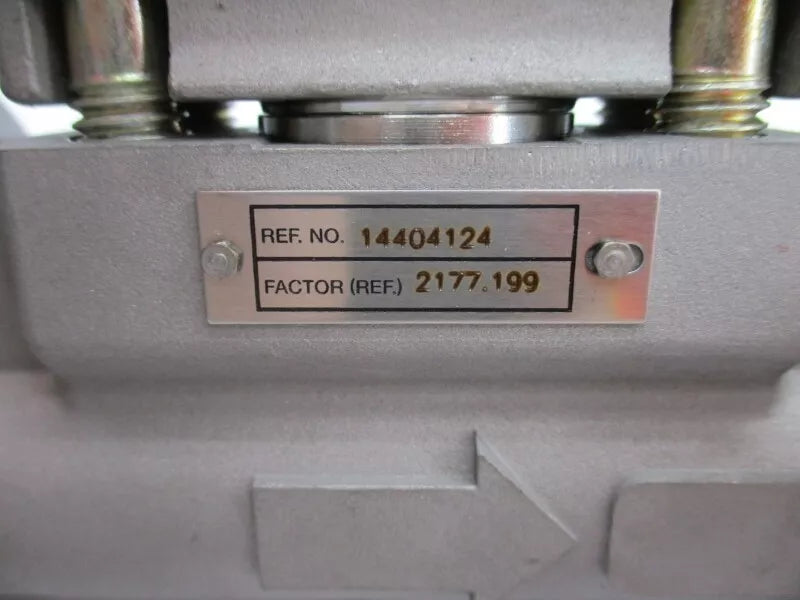 REF. NO. 14404124
FACTOR (REF.) 2177.199